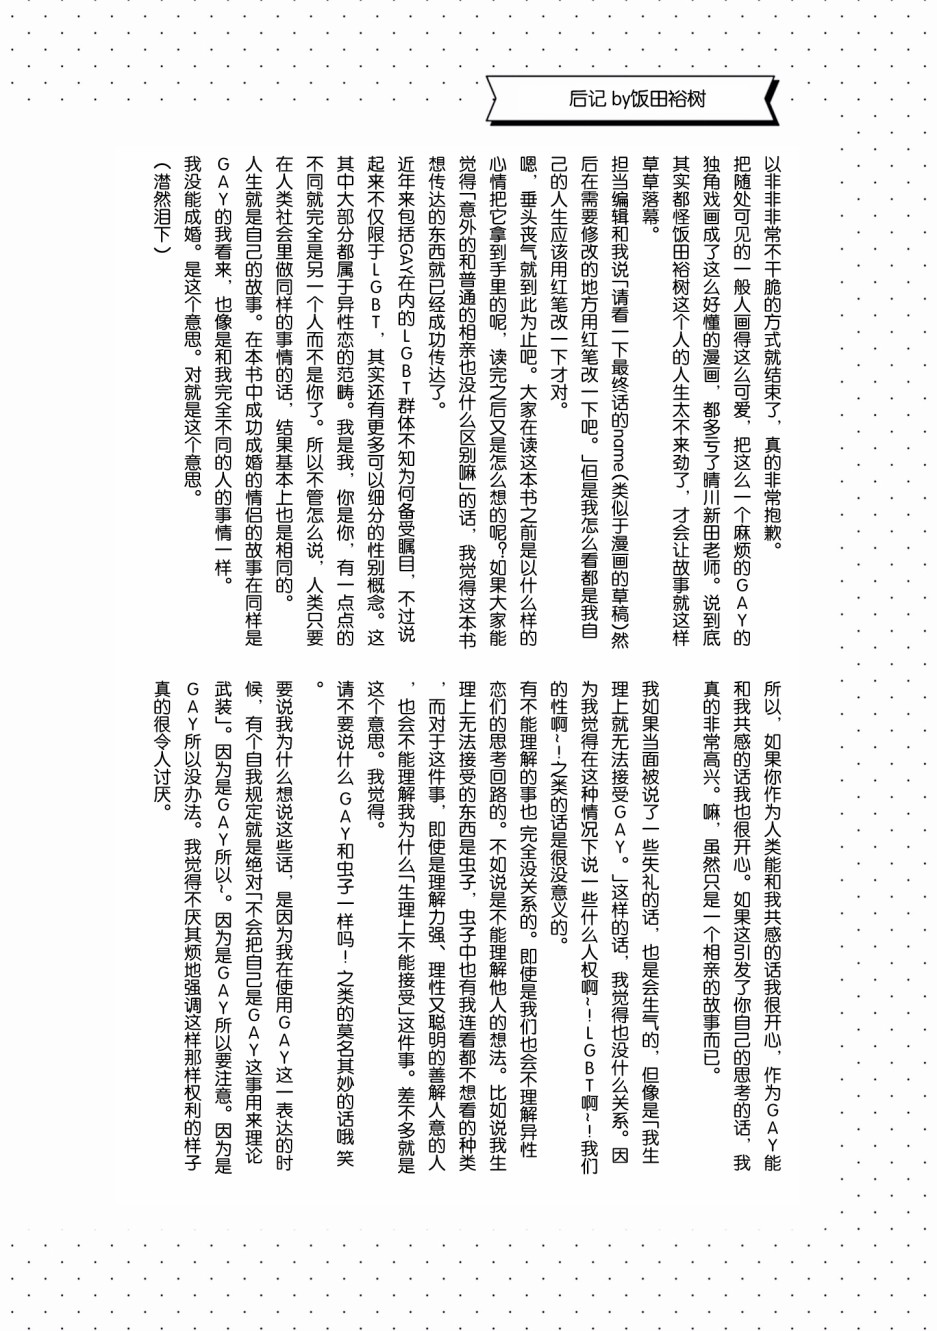 后记 by饭田裕树
以非非非常不干脆的方式就结束了，真的非常抱歉。
把随处可见的一般人画得这么可爱，把这么一个麻烦的GAY的
独角戏画成了这么好懂的漫画，都多亏了晴川新田老师。说到底
其实都怪饭田裕树这个人的人生太不来劲了，才会让故事就这样
草草落幕。
担当编辑和我说「请看一下最终话的name(类似于漫画的草稿)然
后在需要修改的地方用红笔改一下吧。」但是我怎么看都是我自
己的人生应该用红笔改一下才对。
嗯，垂头丧气就到此为止吧。大家在读这本书之前是以什么样的
心情把它拿到手里的呢，读完之后又是怎么想的呢？如果大家能
觉得「意外的和普通的相亲也没什么区别嘛」的话，我觉得这本书
想传达的东西就已经成功传达了。
近年来包括GAY在内的LGBT群体不知为何备受瞩目，不过说
起来不仅限于LGBT，其实还有更多可以细分的性别概念。这
其中大部分都属于异性恋的范畴。我是我，你是你，有一点点的
不同就完全是另一个人而不是你了。所以不管怎么说，人类只要
在人类社会里做同样的事情的话，结果基本上也是相同的。
人生就是自己的故事。在本书中成功成婚的情侣的故事在同样是
GAY的我看来，也像是和我完全不同的人的事情一样。
我没能成婚。是这个意思。对就是这个意思。
（潸然泪下）
所以，如果你作为人类能和我共感的话我很开心，作为GAY能
和我共感的话我也很开心。如果这引发了你自己的思考的话，我
真的非常高兴。嘛，虽然只是一个相亲的故事而已。
我如果当面被说了一些失礼的话，也是会生气的，但像是「我生
理上就无法接受GAY。」这样的话，我觉得也没什么关系。因
为我觉得在这种情况下说一些什么人权啊~！LGBT啊~！我们
的性啊~！之类的话是很没意义的。
有不能理解的事也 完全没关系的。即使是我们也会不理解异性
恋们的思考回路的。不如说是不能理解他人的想法。比如说我生
理上无法接受的东西是虫子，虫子中也有我连看都不想看的种类
，而对于这件事，即使是理解力强、理性又聪明的善解人意的人
，也会不能理解我为什么「生理上不能接受」这件事。差不多就是
这个意思。我觉得。
请不要说什么 GAY和虫子一样吗！之类的莫名其妙的话哦 笑
。
要说我为什么想说这些话，是因为我在使用GAY这一表达的时
候，有个自我规定就是绝对「不会把自己是GAY这事用来理论
武装」。因为是GAY所以~。因为是GAY所以要注意。因为是
GAY所以没办法。我觉得不厌其烦地强调这样那样权利的样子
真的很令人讨厌。